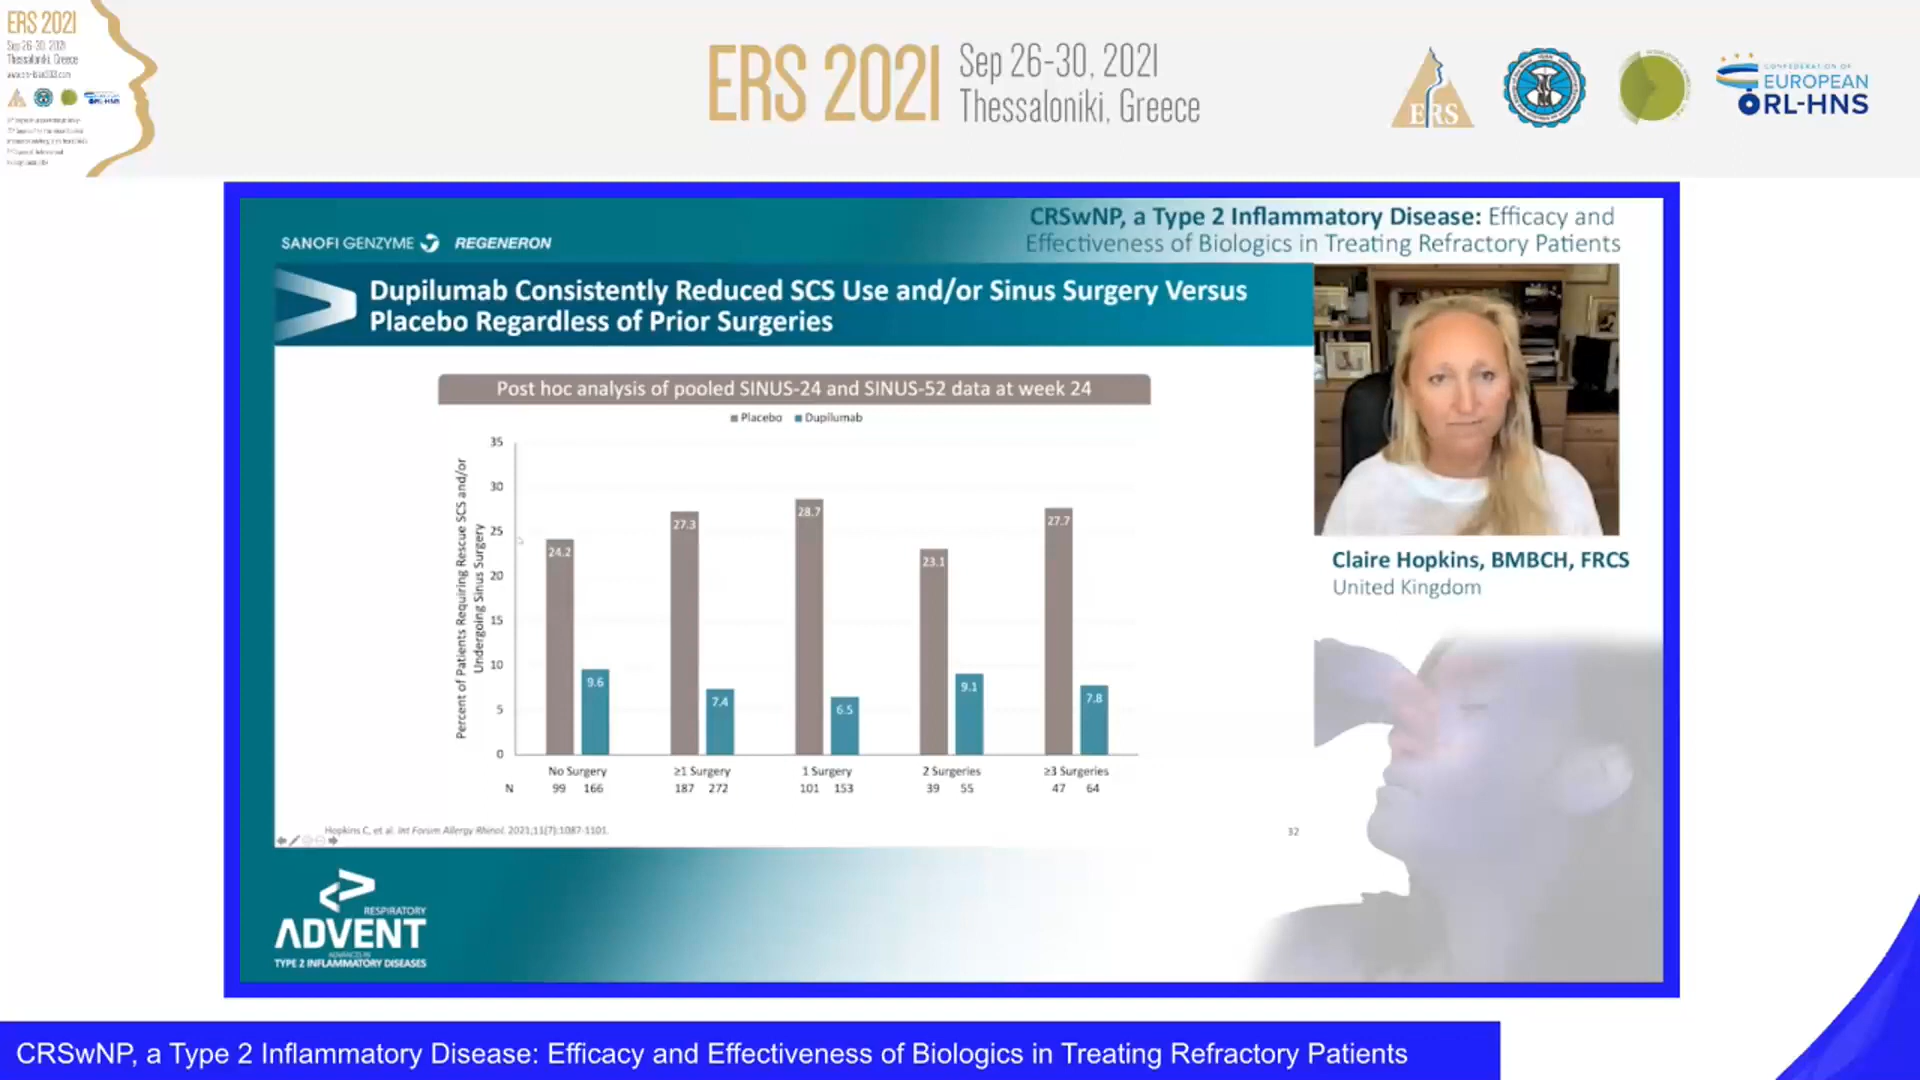 ERS 2021
Sep 26-30, 2021
Thessaloniki, Greece
ERS 2021
Sep 26-30, 2021
Thessaloniki, Greece
ERS
CONFEDERATION OF
EUROPEAN
ORL-HNS
SANOFI GENZYME REGENERON
CRSwNP, a Type 2 Inflammatory Disease: Efficacy and
Effectiveness of Biologics in Treating Refractory Patients
Dupilumab Consistently Reduced SCS Use and/or Sinus Surgery Versus
Placebo Regardless of Prior Surgeries
Post hoc analysis of pooled SINUS-24 and SINUS-52 data at week 24
Placebo Dupilumab
Percent of Patients Requiring Rescue SCS and/or
Undergoing Sinus Surgery
35
30
25
20
15
10
5
0
24.2 9.6
27.3 7.4
28.7 6.5
23.1 9.1
27.7 7.8
No Surgery ≥1 Surgery 1 Surgery 2 Surgeries ≥3 Surgeries
N 99 166 187 272 101 153 39 55 47 64
Hopkins C, et al. Int Forum Allergy Rhinol. 2021;11(7):1087-1101.
32
Claire Hopkins, BMBCH, FRCS
United Kingdom
RESPIRATORY
ADVENT
ADVANCES IN
TYPE 2 INFLAMMATORY DISEASES
CRSwNP, a Type 2 Inflammatory Disease: Efficacy and Effectiveness of Biologics in Treating Refractory Patients